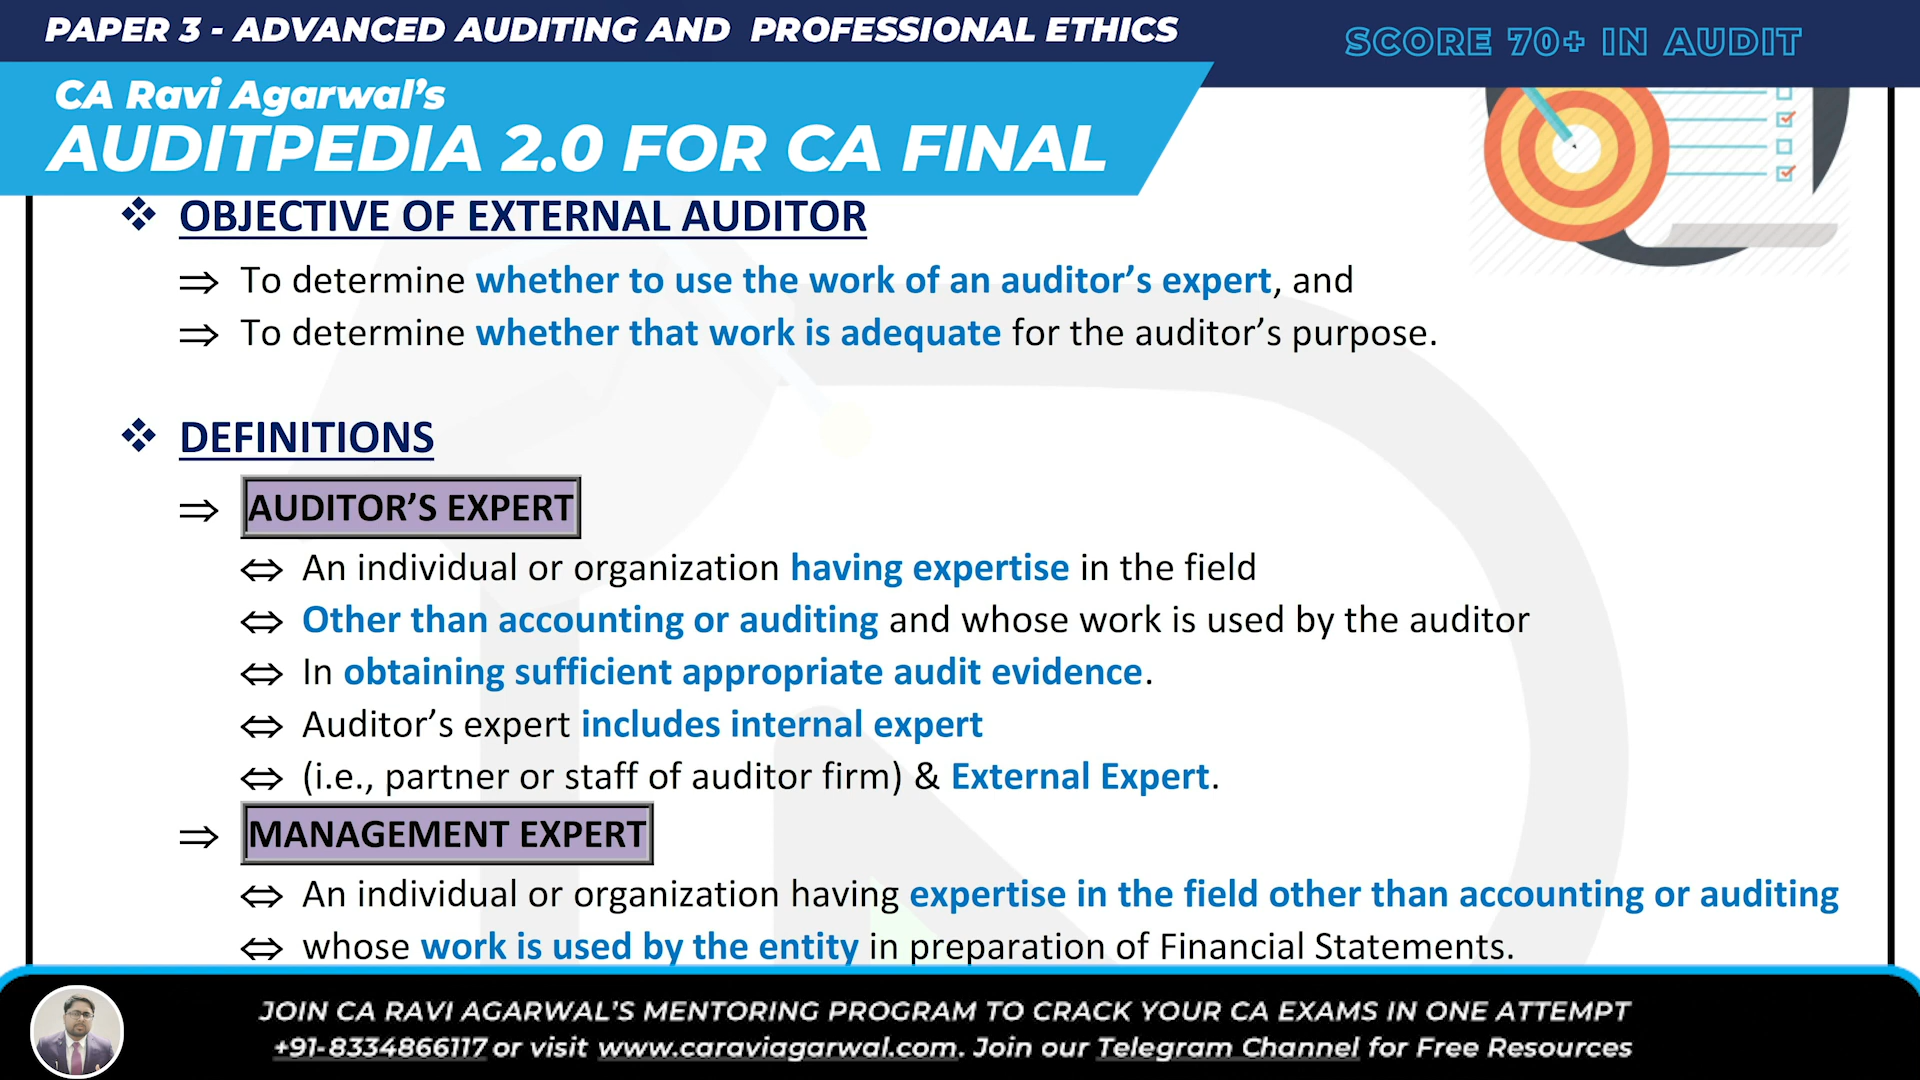 PAPER 3 - ADVANCED AUDITING AND PROFESSIONAL ETHICS
SCORE 70+ IN AUDIT
CA Ravi Agarwal's
AUDITPEDIA 2.0 FOR CA FINAL
❖ OBJECTIVE OF EXTERNAL AUDITOR
⇒ To determine whether to use the work of an auditor's expert, and
⇒ To determine whether that work is adequate for the auditor's purpose.
❖ DEFINITIONS
⇒ AUDITOR'S EXPERT
⇔ An individual or organization having expertise in the field
⇔ Other than accounting or auditing and whose work is used by the auditor
⇔ In obtaining sufficient appropriate audit evidence.
⇔ Auditor's expert includes internal expert
⇔ (i.e., partner or staff of auditor firm) & External Expert.
⇒ MANAGEMENT EXPERT
⇔ An individual or organization having expertise in the field other than accounting or auditing
⇔ whose work is used by the entity in preparation of Financial Statements.
JOIN CA RAVI AGARWAL'S MENTORING PROGRAM TO CRACK YOUR CA EXAMS IN ONE ATTEMPT
+91-8334866117 or visit www.caraviagarwal.com. Join our Telegram Channel for Free Resources